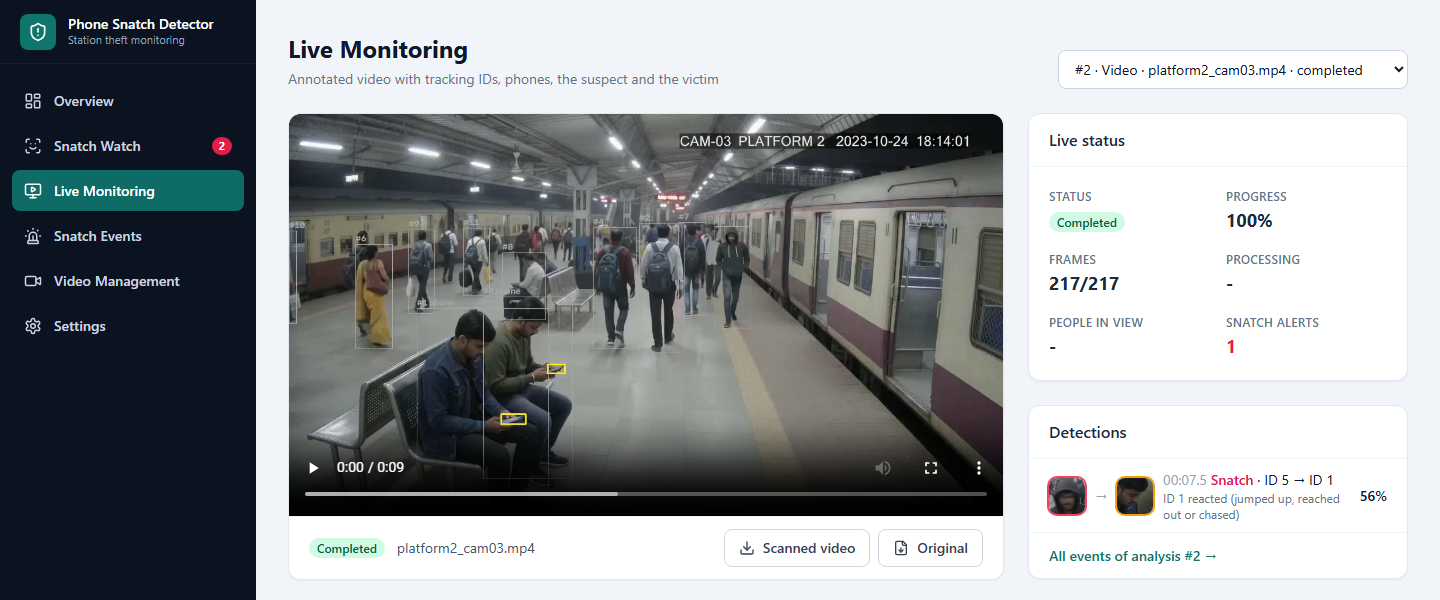 Phone Snatch Detector
Station theft monitoring
Overview
Snatch Watch
2
Live Monitoring
Snatch Events
Video Management
Settings
Live Monitoring
Annotated video with tracking IDs, phones, the suspect and the victim
#2 · Video · platform2_cam03.mp4 · completed
CAM-03 PLATFORM 2 2023-10-24 18:14:01
#6
#8
#7
0:00 / 0:09
Completed
platform2_cam03.mp4
Scanned video
Original
Live status
STATUS
Completed
PROGRESS
100%
FRAMES
217/217
PROCESSING
-
PEOPLE IN VIEW
-
SNATCH ALERTS
1
Detections
→
00:07.5 Snatch · ID 5 → ID 1
ID 1 reacted (jumped up, reached
out or chased)
56%
All events of analysis #2 →